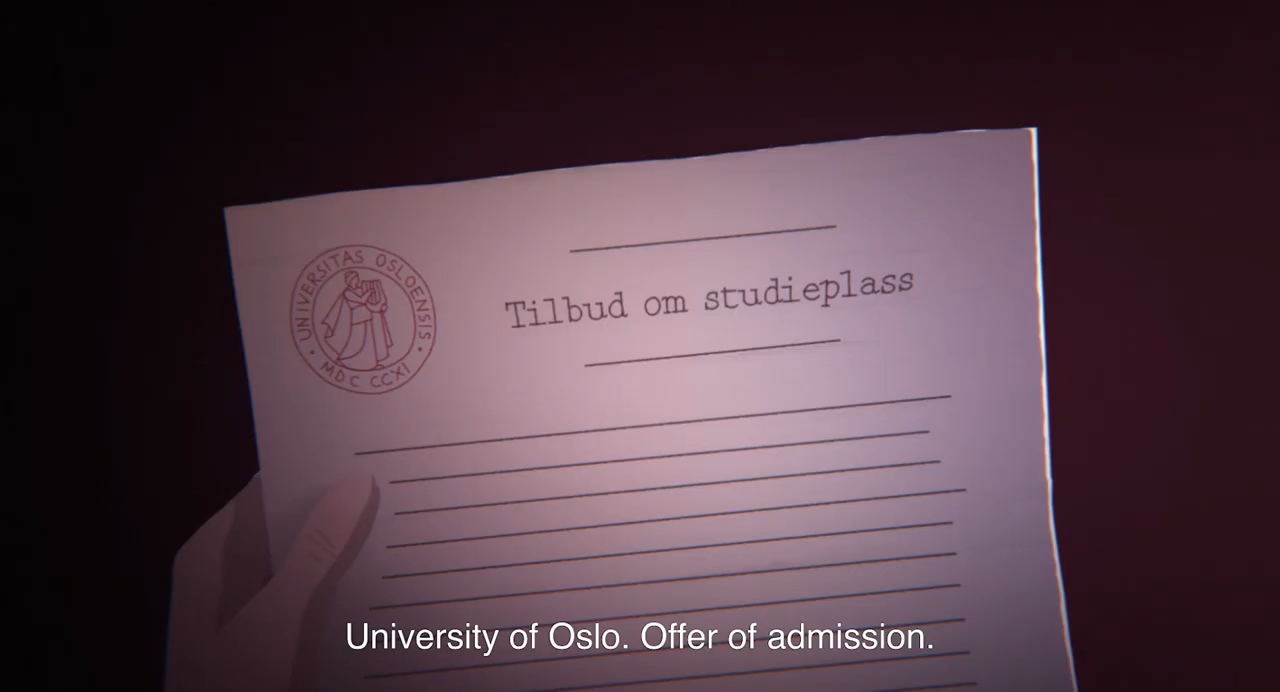 UNIVERSITAS OSLOENSIS
MDC CCXI
Tilbud om studieplass
University of Oslo. Offer of admission.